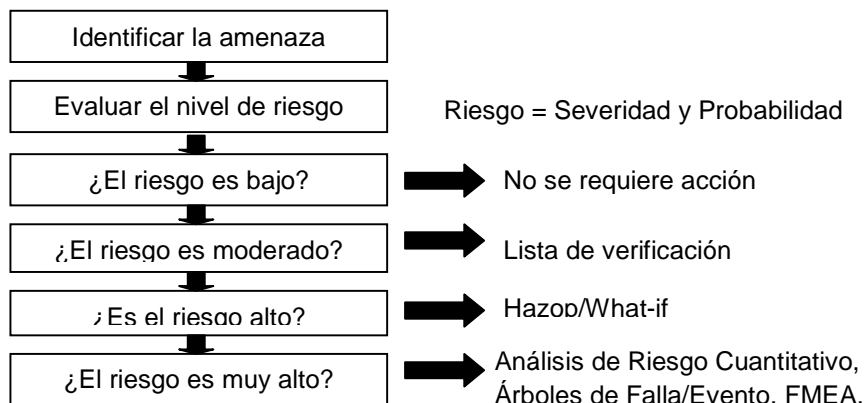 Identificar la amenaza
Evaluar el nivel de riesgo
Riesgo = Severidad y Probabilidad
¿El riesgo es bajo?
No se requiere acción
¿El riesgo es moderado?
Lista de verificación
¿Es el riesgo alto?
Hazop/What-if
¿El riesgo es muy alto?
Análisis de Riesgo Cuantitativo,
Árboles de Falla/Evento, FMEA.